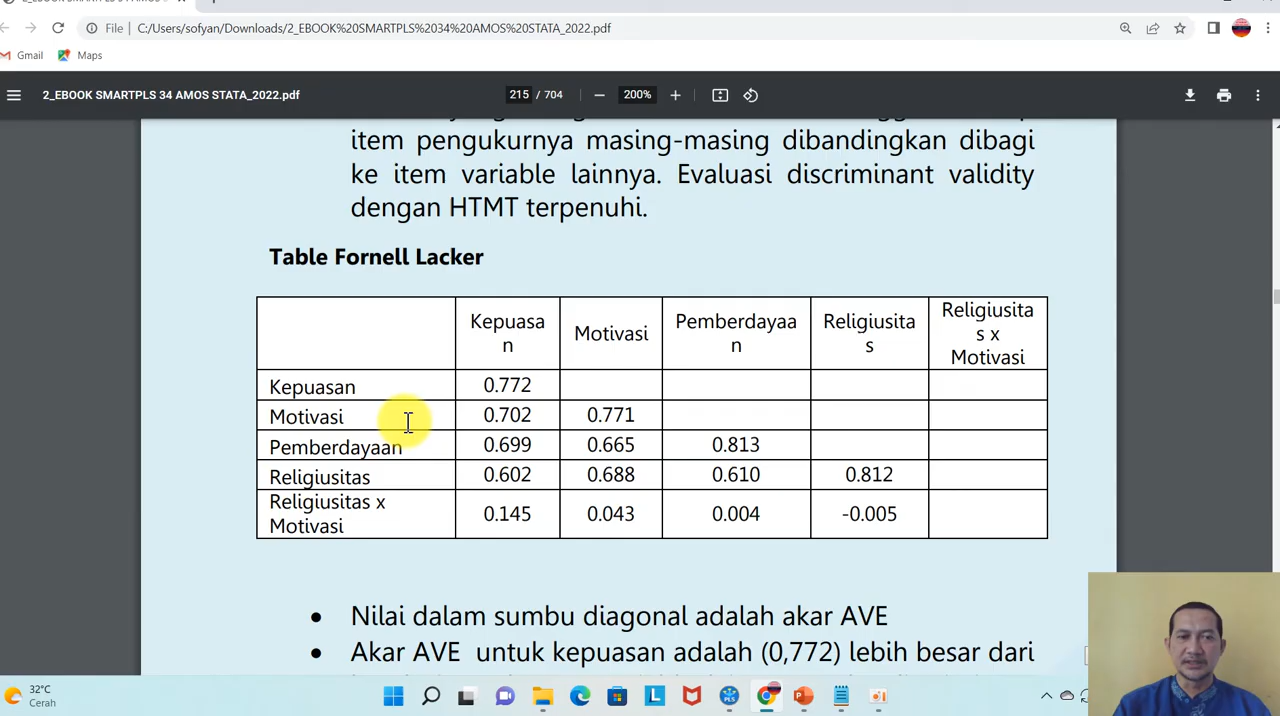 File C:/Users/sofyan/Downloads/2_EBOOK%20SMARTPLS%2034%20AMOS%20STATA_2022.pdf
Gmail Maps
2_EBOOK SMARTPLS 34 AMOS STATA_2022.pdf 215 / 704 − 200% +
item pengukurnya masing-masing dibandingkan dibagi
ke item variable lainnya. Evaluasi discriminant validity
dengan HTMT terpenuhi.
Table Fornell Lacker
Kepuasa
n
Motivasi
Pemberdayaa
n
Religiusita
s
Religiusita
s x
Motivasi
Kepuasan 0.772
Motivasi 0.702 0.771
Pemberdayaan 0.699 0.665 0.813
Religiusitas 0.602 0.688 0.610 0.812
Religiusitas x
Motivasi 0.145 0.043 0.004 -0.005
• Nilai dalam sumbu diagonal adalah akar AVE
• Akar AVE untuk kepuasan adalah (0,772) lebih besar dari
32°C
Cerah